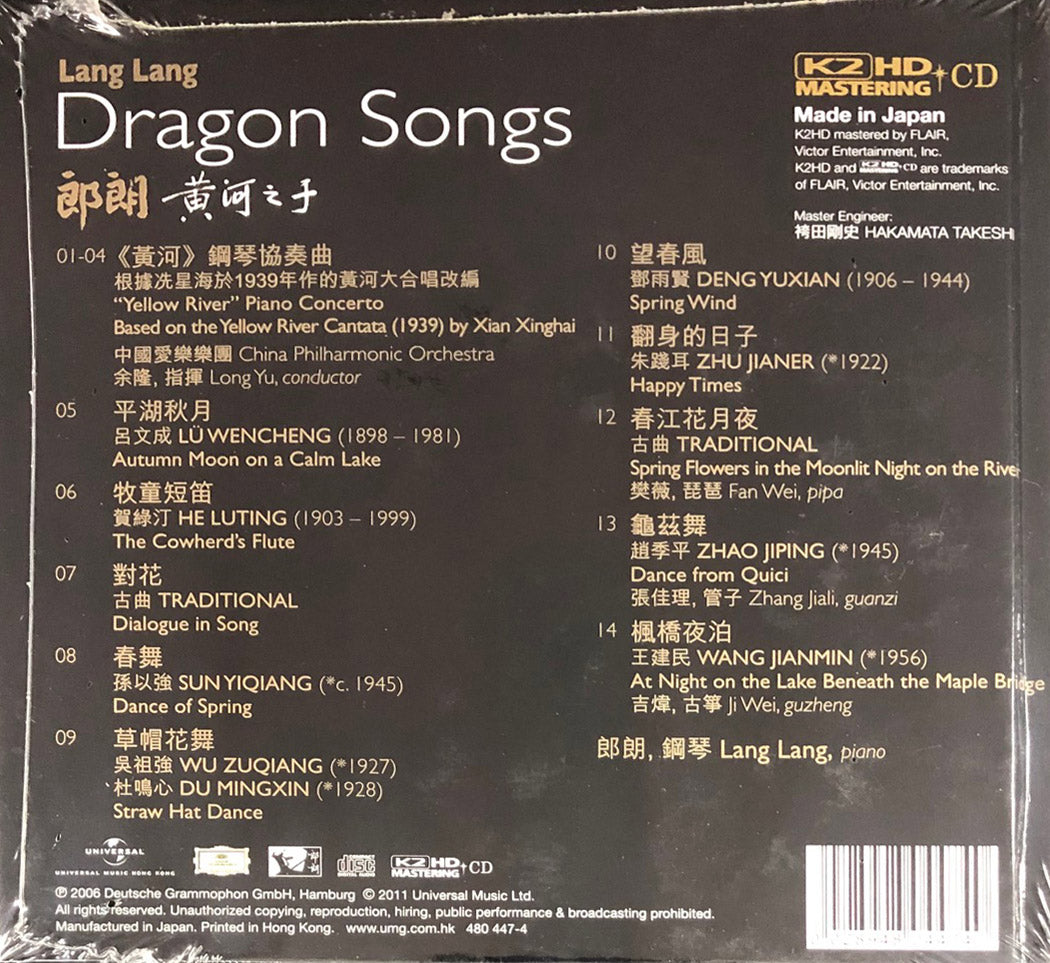 Lang Lang
Dragon Songs
郎朗 黃河之子
K2HD MASTERING + CD
Made in Japan
K2HD mastered by FLAIR,
Victor Entertainment, Inc.
K2HD and K2HD MASTERING+CD are trademarks
of FLAIR, Victor Entertainment, Inc.
Master Engineer:
袴田剛史 HAKAMATA TAKESHI
01-04 《黃河》鋼琴協奏曲
根據冼星海於1939年作的黃河大合唱改編
“Yellow River” Piano Concerto
Based on the Yellow River Cantata (1939) by Xian Xinghai
中國愛樂樂團 China Philharmonic Orchestra
余隆, 指揮 Long Yu, conductor
05 平湖秋月
呂文成 LÜ WENCHENG (1898 – 1981)
Autumn Moon on a Calm Lake
06 牧童短笛
賀綠汀 HE LUTING (1903 – 1999)
The Cowherd's Flute
07 對花
古曲 TRADITIONAL
Dialogue in Song
08 春舞
孫以強 SUN YIQIANG (*c. 1945)
Dance of Spring
09 草帽花舞
吳祖強 WU ZUQIANG (*1927)
杜鳴心 DU MINGXIN (*1928)
Straw Hat Dance
10 望春風
鄧雨賢 DENG YUXIAN (1906 – 1944)
Spring Wind
11 翻身的日子
朱踐耳 ZHU JIANER (*1922)
Happy Times
12 春江花月夜
古曲 TRADITIONAL
Spring Flowers in the Moonlit Night on the Rive
樊薇, 琵琶 Fan Wei, pipa
13 龜茲舞
趙季平 ZHAO JIPING (*1945)
Dance from Quici
張佳理, 管子 Zhang Jiali, guanzi
14 楓橋夜泊
王建民 WANG JIANMIN (*1956)
At Night on the Lake Beneath the Maple Bridge
吉煒, 古箏 Ji Wei, guzheng
郎朗, 鋼琴 Lang Lang, piano
UNIVERSAL
UNIVERSAL MUSIC HONG KONG
郎朗
COMPACT disc DIGITAL AUDIO
K2HD MASTERING + CD
℗ 2006 Deutsche Grammophon GmbH, Hamburg © 2011 Universal Music Ltd.
All rights reserved. Unauthorized copying, reproduction, hiring, public performance & broadcasting prohibited.
Manufactured in Japan. Printed in Hong Kong. www.umg.com.hk 480 447-4